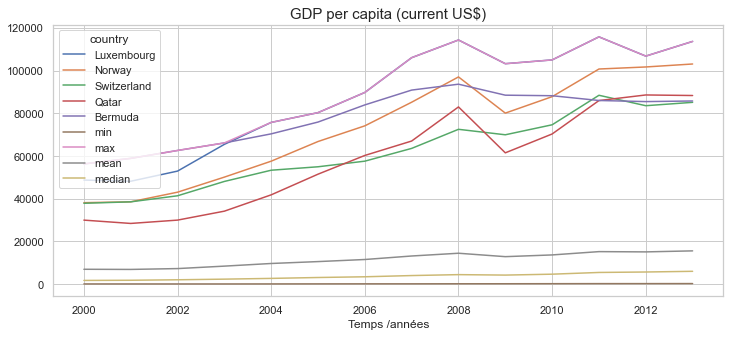 GDP per capita (current US$)
120000
100000
80000
60000
40000
20000
0
country
Luxembourg
Norway
Switzerland
Qatar
Bermuda
min
max
mean
median
2000
2002
2004
2006
2008
2010
2012
Temps /années